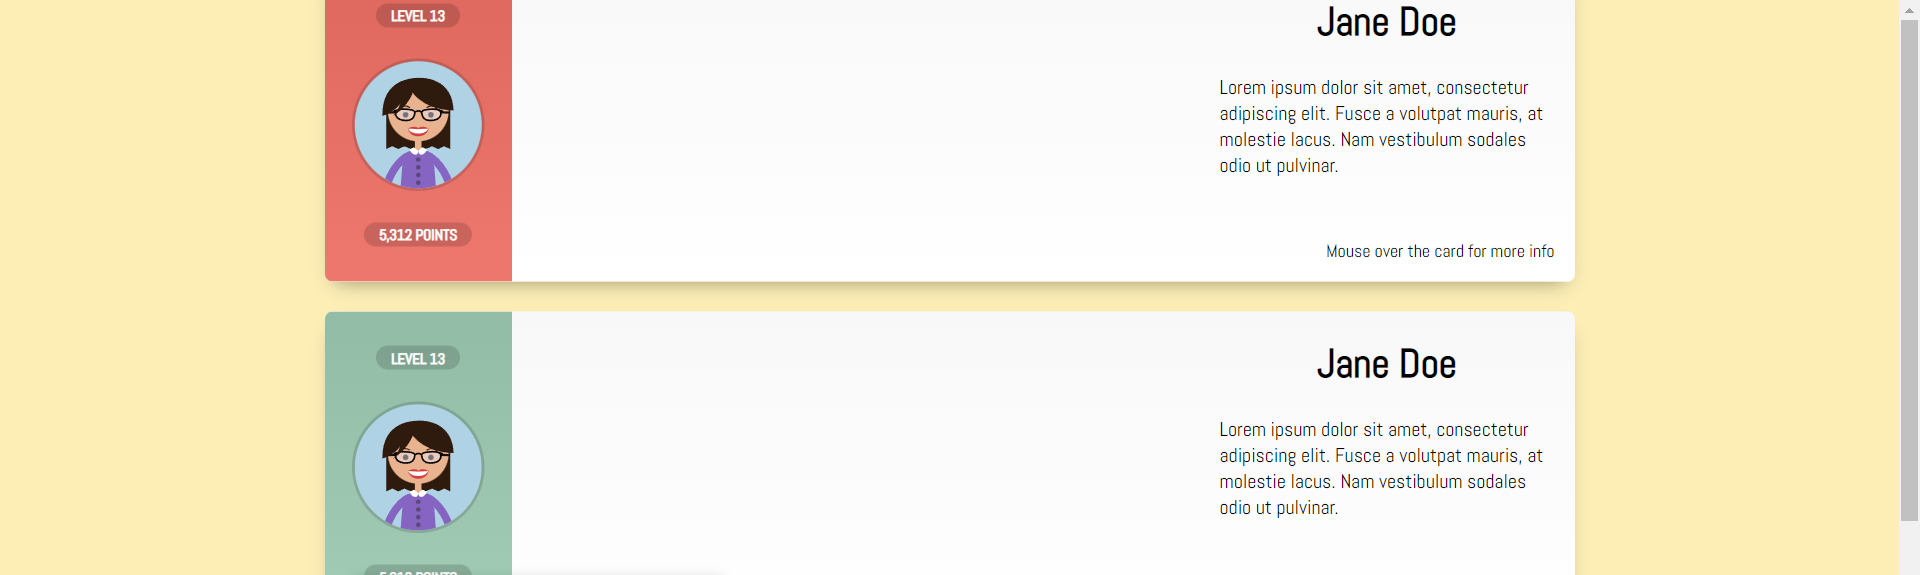 LEVEL 13
Jane Doe
Lorem ipsum dolor sit amet, consectetur
adipiscing elit. Fusce a volutpat mauris, at
molestie lacus. Nam vestibulum sodales
odio ut pulvinar.
5,312 POINTS
Mouse over the card for more info
LEVEL 13
Jane Doe
Lorem ipsum dolor sit amet, consectetur
adipiscing elit. Fusce a volutpat mauris, at
molestie lacus. Nam vestibulum sodales
odio ut pulvinar.